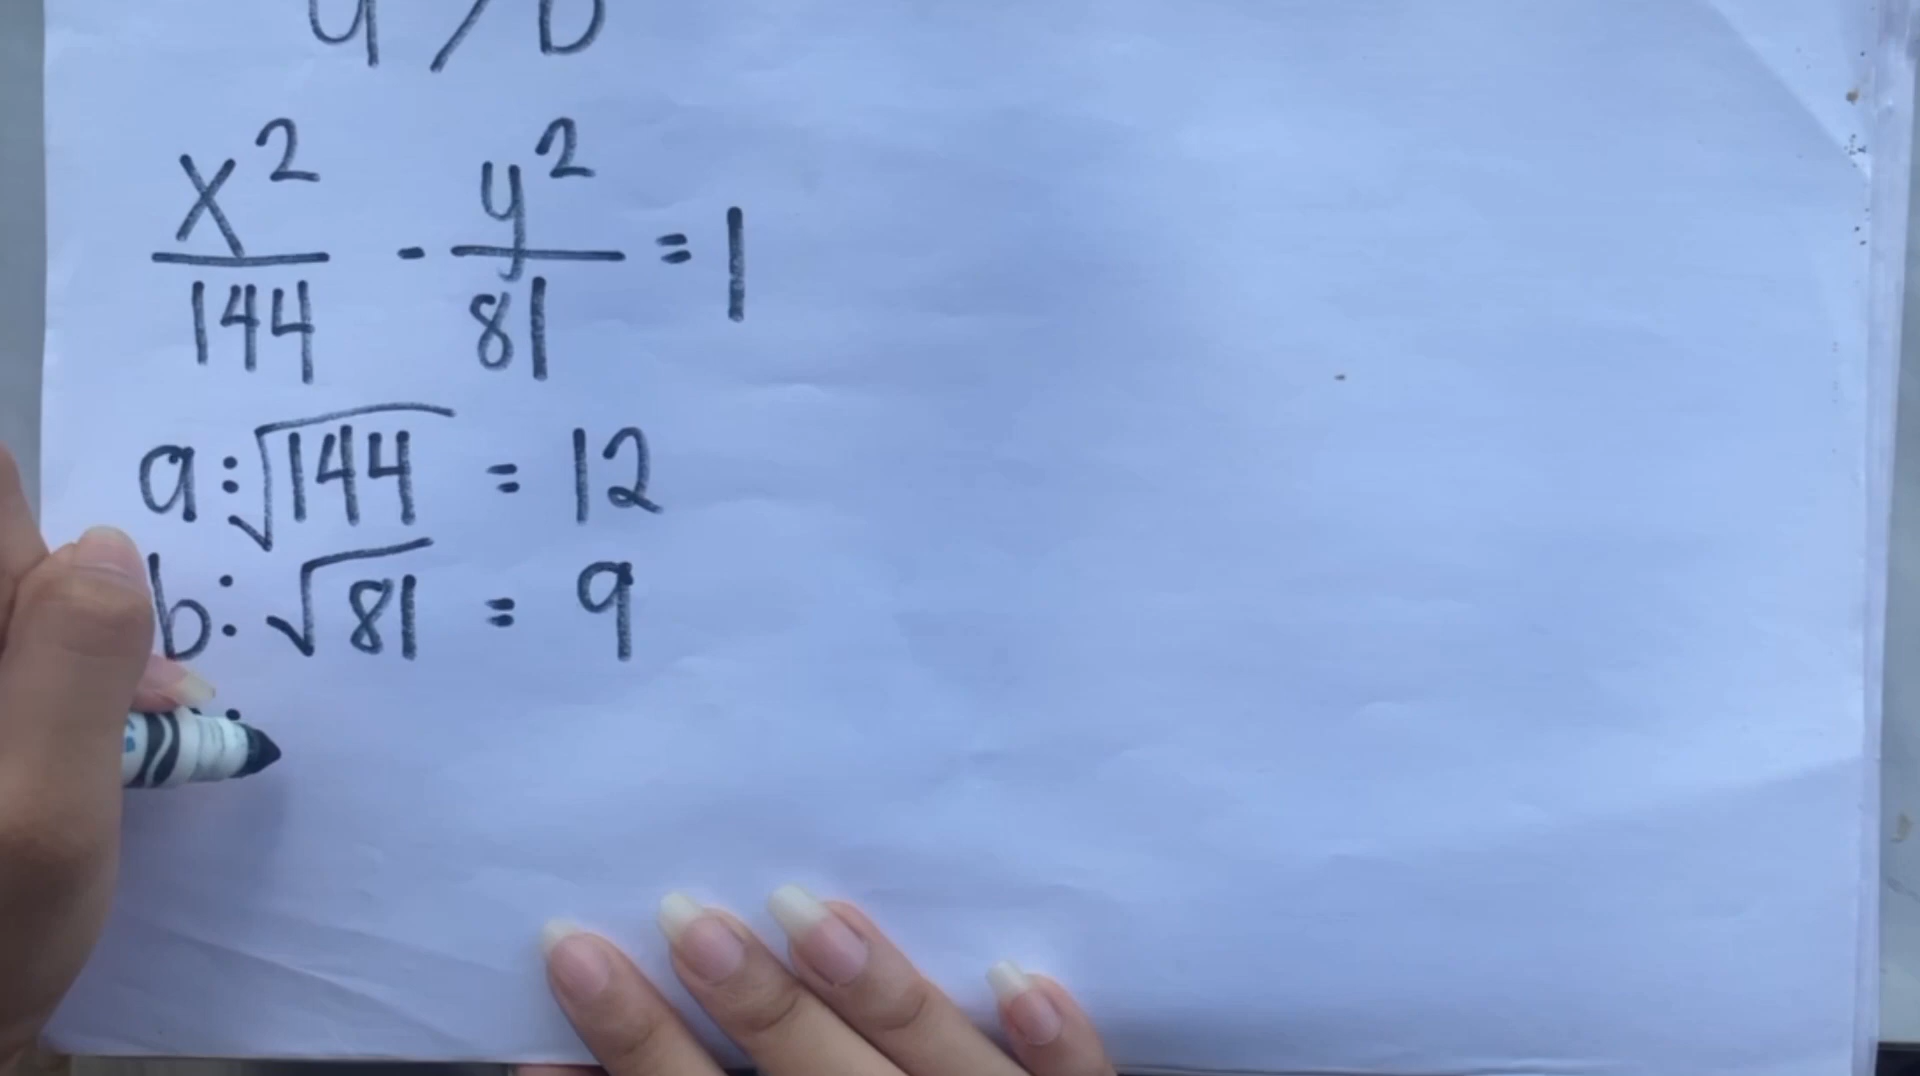 x²/144 - y²/81 = 1
a: √144 = 12
b: √81 = 9